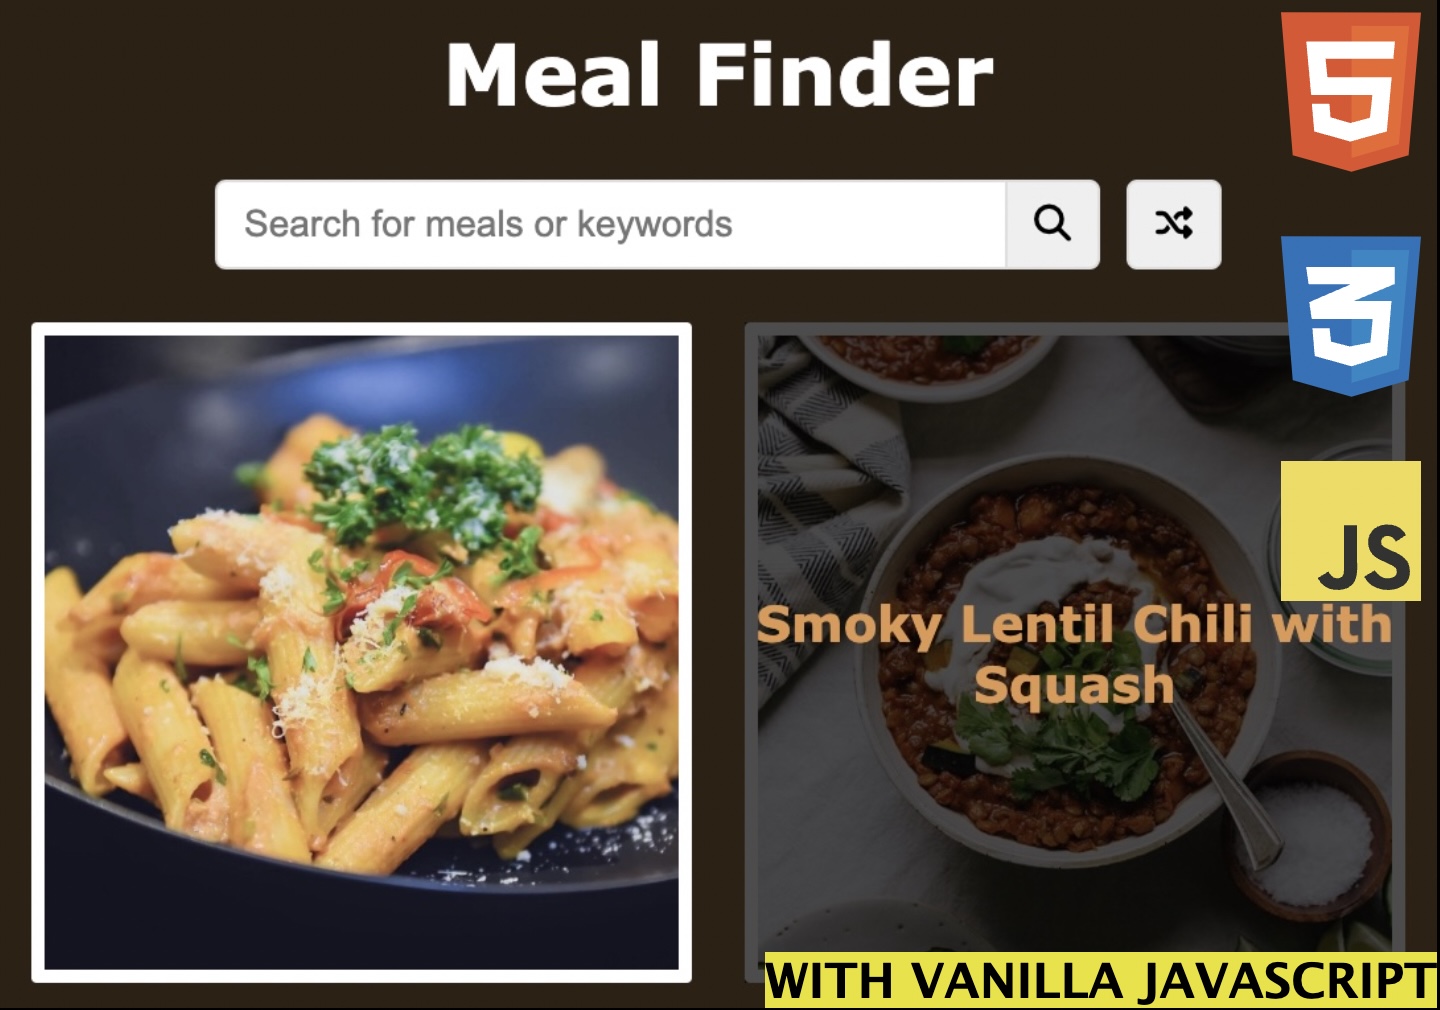 Meal Finder
5
Search for meals or keywords
3
JS
Smoky Lentil Chili with
Squash
WITH VANILLA JAVASCRIPT